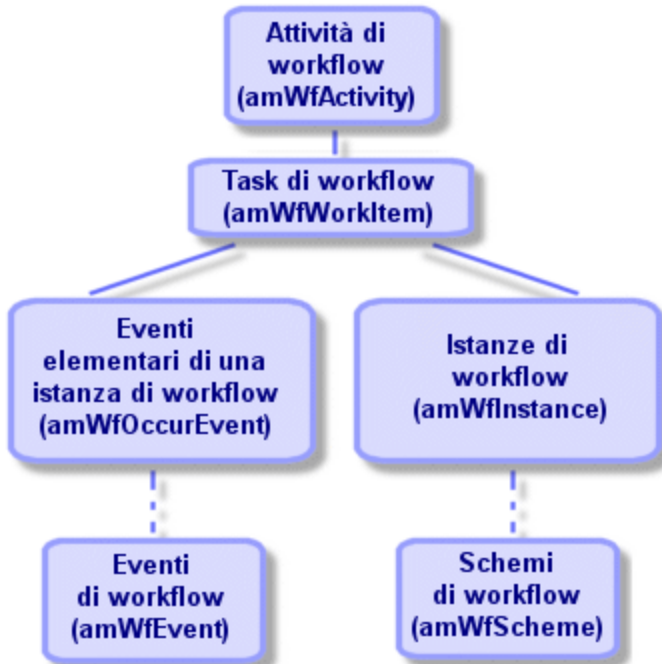 Attività di
workflow
(amWfActivity)
Task di workflow
(amWfWorkItem)
Eventi
elementari di una
istanza di workflow
(amWfOccurEvent)
Istanze di
workflow
(amWfInstance)
Eventi
di workflow
(amWfEvent)
Schemi
di workflow
(amWfScheme)